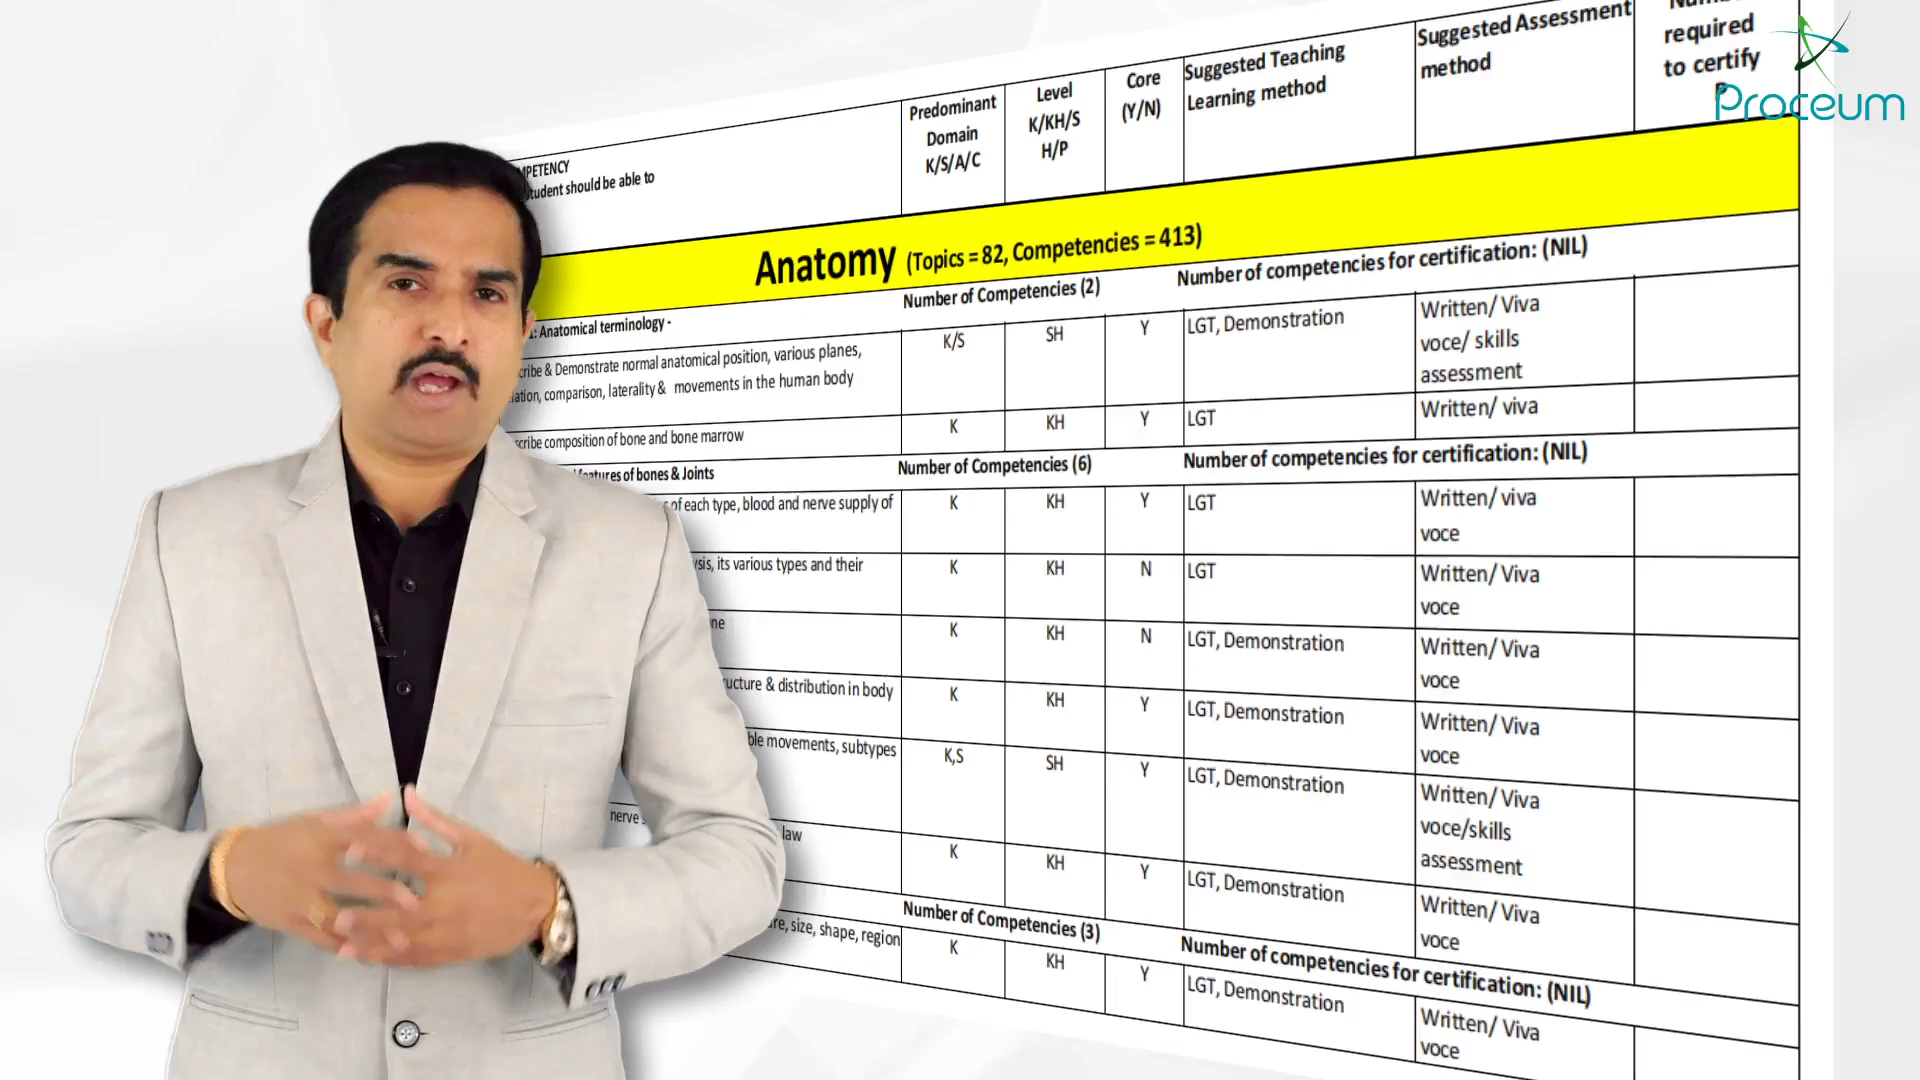 Proceum
student should be able to
Predominant
Domain
K/S/A/C
Level
K/KH/S
H/P
Core
(Y/N)
Suggested Teaching
Learning method
Suggested Assessment
method
required
to certify
P
Anatomy (Topics = 82, Competencies = 413)
: Anatomical terminology -
Number of Competencies (2)
Number of competencies for certification: (NIL)
& Demonstrate normal anatomical position, various planes,
comparison, laterality & movements in the human body
K/S
SH
Y
LGT, Demonstration
Written/ Viva
voce/ skills
assessment
composition of bone and bone marrow
K
KH
Y
LGT
Written/ viva
features of bones & Joints
Number of Competencies (6)
Number of competencies for certification: (NIL)
of each type, blood and nerve supply of
K
KH
Y
LGT
Written/ viva
voce
its various types and their
K
KH
N
LGT
Written/ Viva
voce
K
KH
N
LGT, Demonstration
Written/ Viva
voce
& distribution in body
K
KH
Y
LGT, Demonstration
Written/ Viva
voce
movements, subtypes
K,S
SH
Y
LGT, Demonstration
Written/ Viva
voce/skills
assessment
nerve
law
K
KH
Y
LGT, Demonstration
Written/ Viva
voce
Number of Competencies (3)
Number of competencies for certification: (NIL)
size, shape, region
K
KH
Y
LGT, Demonstration
Written/ Viva
voce